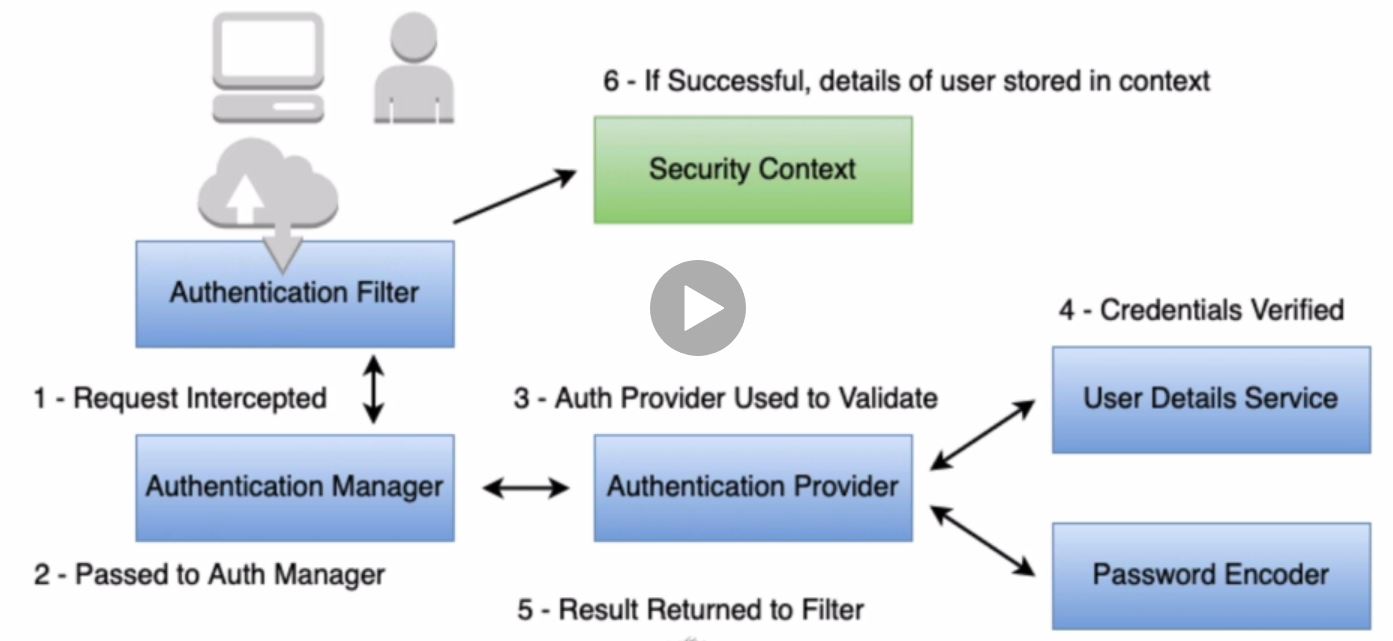 6 - If Successful, details of user stored in context
Security Context
Authentication Filter
4 - Credentials Verified
1 - Request Intercepted
3 - Auth Provider Used to Validate
User Details Service
Authentication Manager
Authentication Provider
2 - Passed to Auth Manager
Password Encoder
5 - Result Returned to Filter